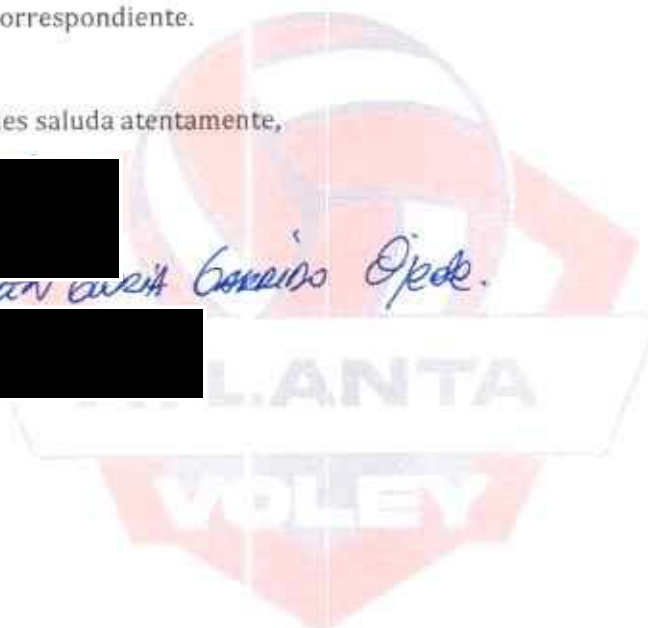 orrespondiente.
es saluda atentamente,
Garrido Ojeda.
LANTA
VOLEY